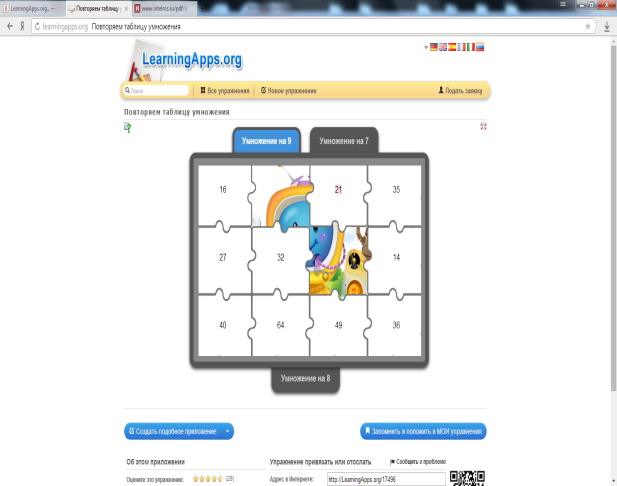 LearningApps.org, —
Повторяем таблицу
www.intelros.ru/pdf/j
learningapps.org Повторяем таблицу умножения
LearningApps.org
Поиск
Все упражнения
Новое упражнение
Подать заявку
Повторяем таблицу умножения
Умножение на 9
Умножение на 7
16
21
35
27
32
14
40
64
49
36
Умножение на 8
Создать подобное приложение
Запомнить и положить в МОИ упражнения
Об этом приложении
Упражнение привязать или отослать
Сообщить о проблеме
Оцените это упражнение:
(29)
Адрес в Интернете:
http://LearningApps.org/17496